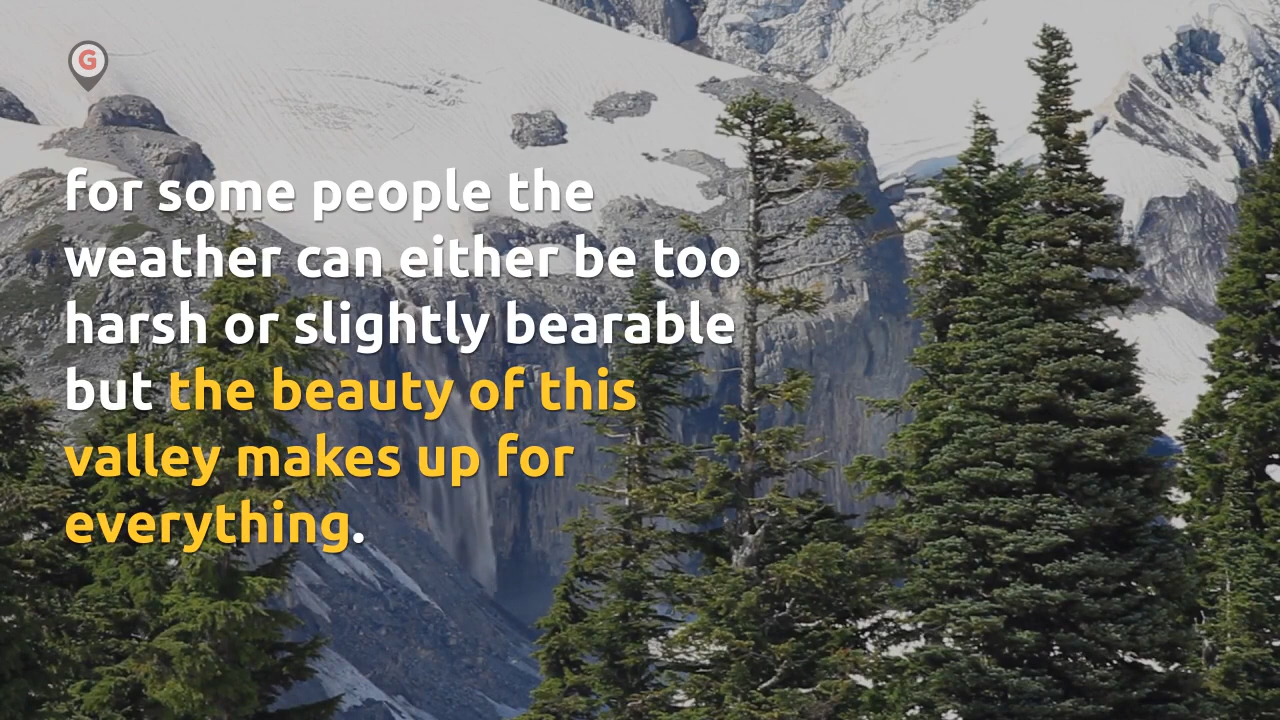 G
for some people the
weather can either be too
harsh or slightly bearable
but the beauty of this
valley makes up for
everything.